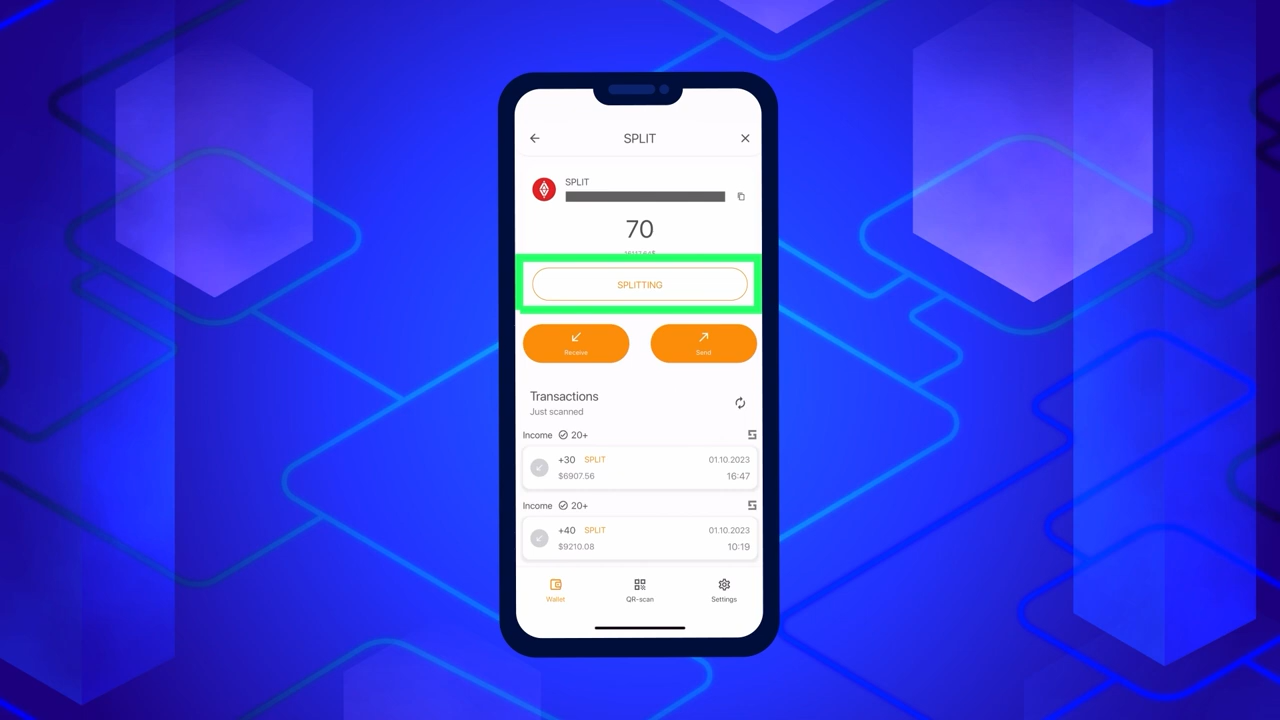 SPLIT
SPLIT
70
SPLITTING
Receive
Send
Transactions
Just scanned
Income 20+
+30 SPLIT 01.10.2023
$6907.56 16:47
Income 20+
+40 SPLIT 01.10.2023
$9210.08 10:19
Wallet QR-scan Settings